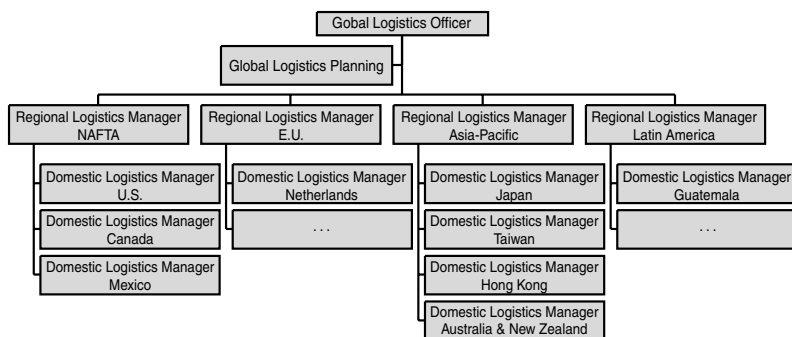 Gobal Logistics Officer
Global Logistics Planning
Regional Logistics Manager
NAFTA
Regional Logistics Manager
E.U.
Regional Logistics Manager
Asia-Pacific
Regional Logistics Manager
Latin America
Domestic Logistics Manager
U.S.
Domestic Logistics Manager
Canada
Domestic Logistics Manager
Mexico
Domestic Logistics Manager
Netherlands
. . .
Domestic Logistics Manager
Japan
Domestic Logistics Manager
Taiwan
Domestic Logistics Manager
Hong Kong
Domestic Logistics Manager
Australia & New Zealand
Domestic Logistics Manager
Guatemala
. . .